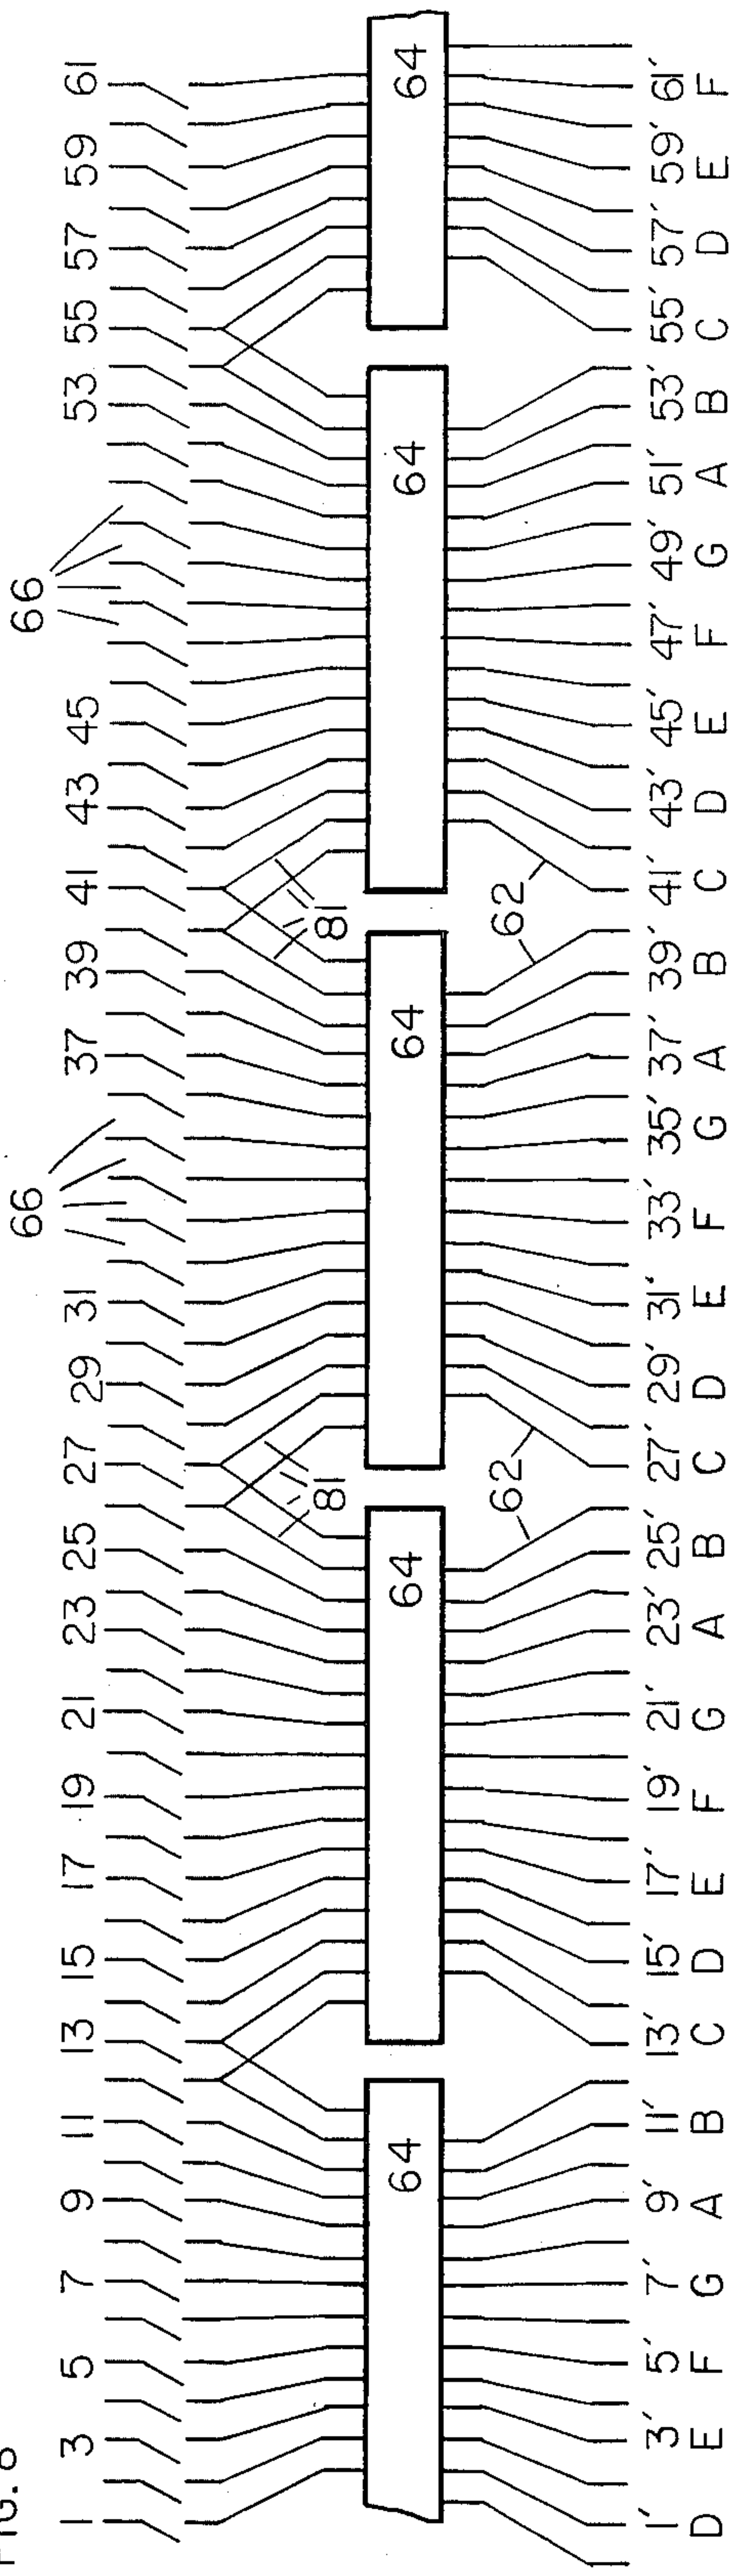 FIG. 8
66 66
1 3 5 7 9 11 13 15 17 19 21 23 25 27 29 31 37 39 41 43 45 53 55 57 59 61
81 81
64 64 64 64 64
62 62
1' 3' 5' 7' 9' 11' 13' 15' 17' 19' 21' 23' 25' 27' 29' 31' 33' 35' 37' 39' 41' 43' 45' 47' 49' 51' 53' 55' 57' 59' 61'
D E F G A B C D E F G A B C D E F G A B C D E F G A B C D E F